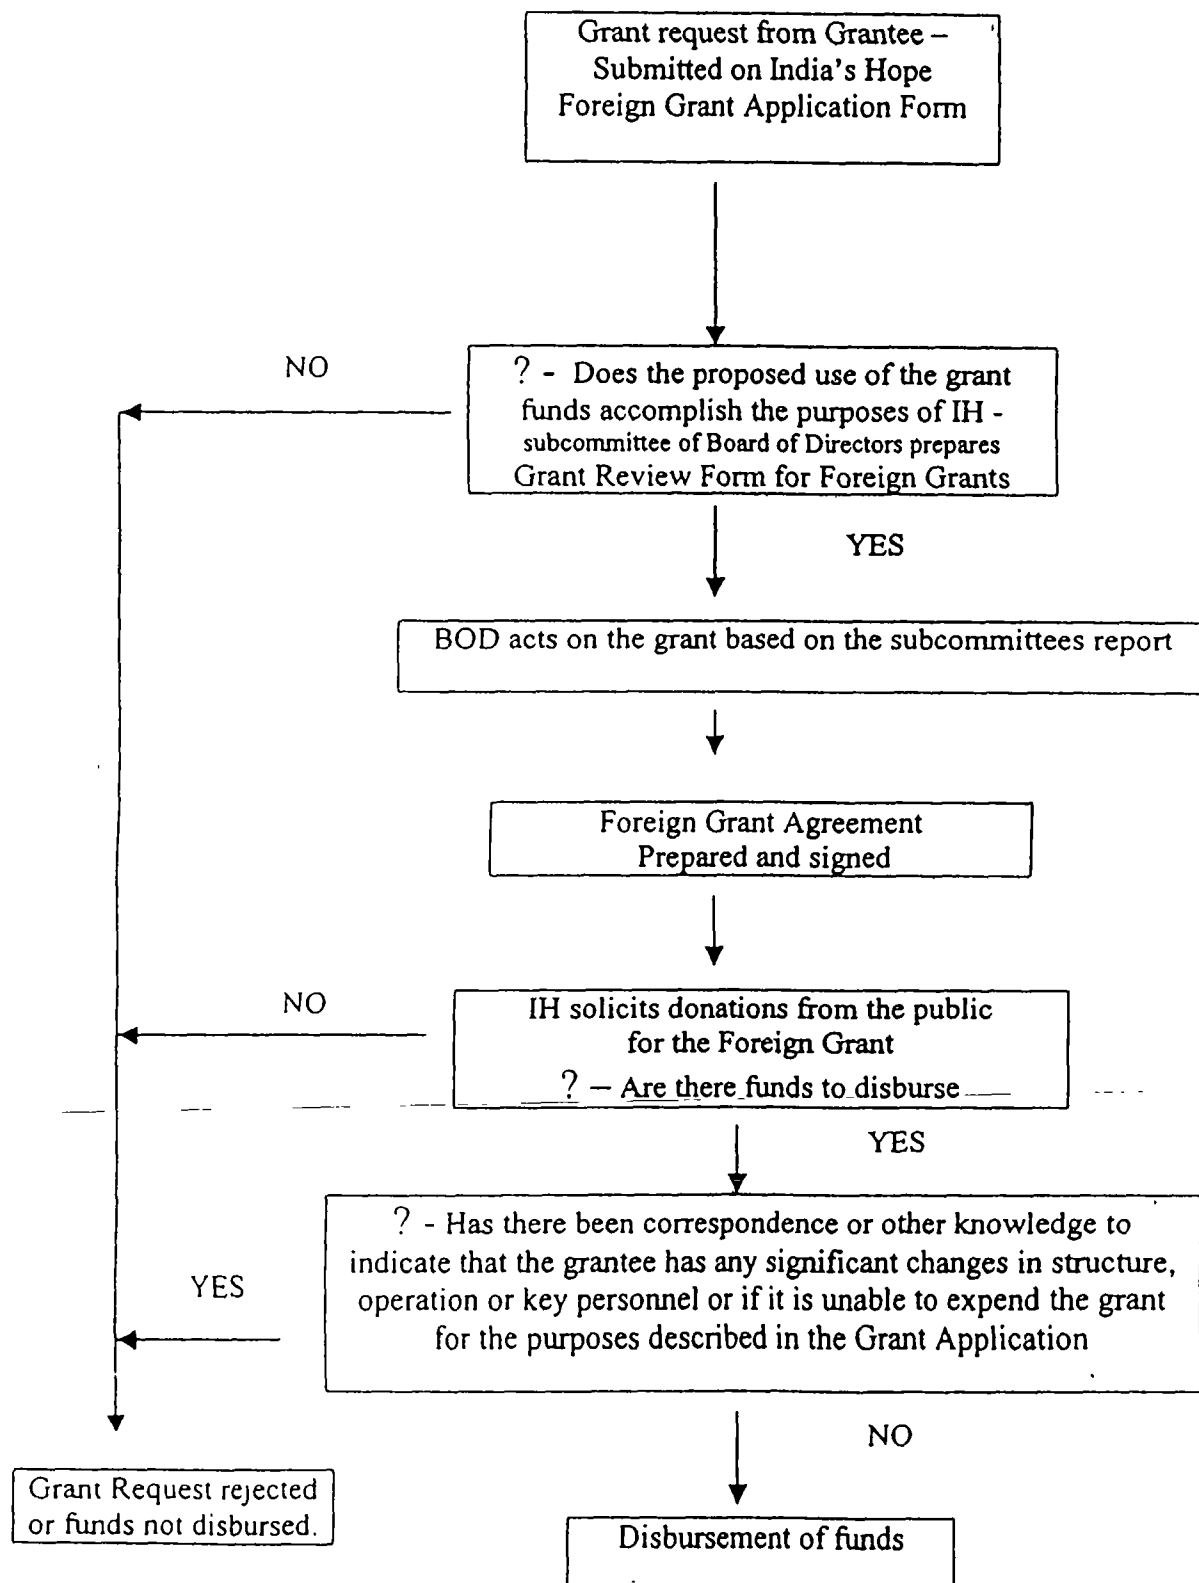 Grant request from Grantee –
Submitted on India's Hope
Foreign Grant Application Form
NO
? - Does the proposed use of the grant
funds accomplish the purposes of IH -
subcommittee of Board of Directors prepares
Grant Review Form for Foreign Grants
YES
BOD acts on the grant based on the subcommittees report
Foreign Grant Agreement
Prepared and signed
NO
IH solicits donations from the public
for the Foreign Grant
? – Are there funds to disburse
YES
? - Has there been correspondence or other knowledge to
indicate that the grantee has any significant changes in structure,
operation or key personnel or if it is unable to expend the grant
for the purposes described in the Grant Application
YES
NO
Grant Request rejected
or funds not disbursed.
Disbursement of funds